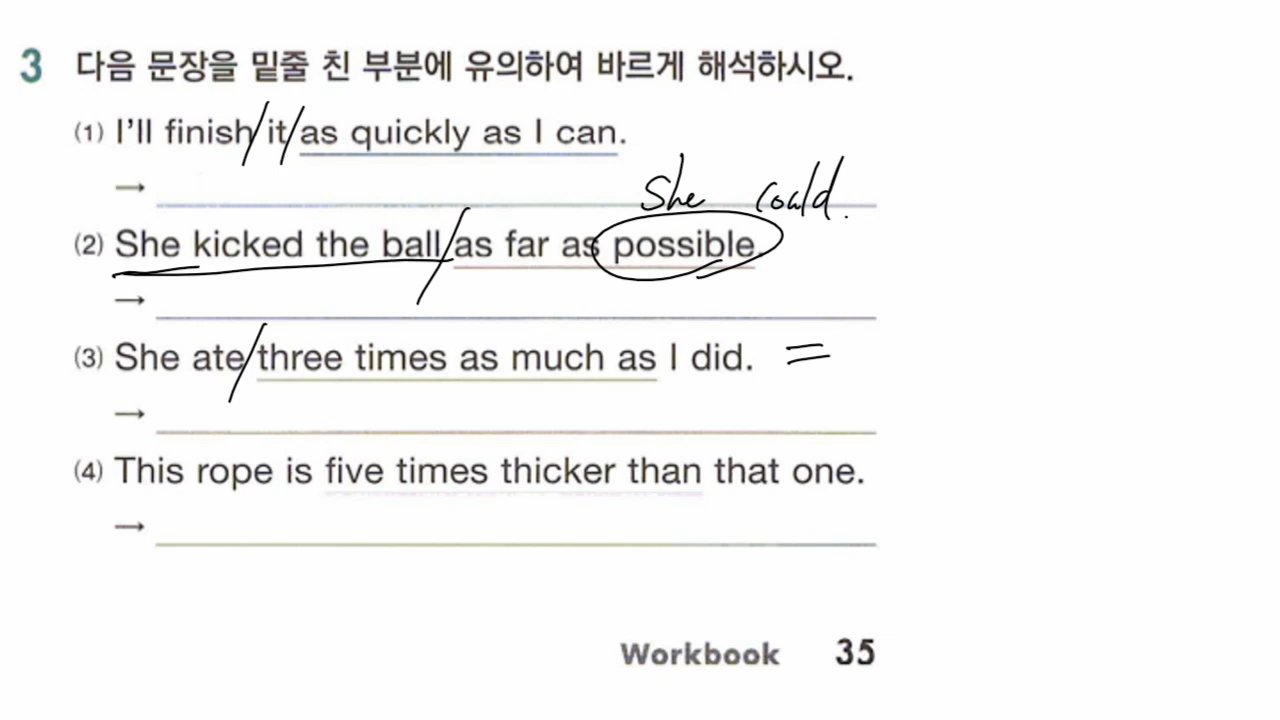 3 다음 문장을 밑줄 친 부분에 유의하여 바르게 해석하시오.
(1) I'll finish/it/as quickly as I can.
→
She could.
(2) She kicked the ball/as far as possible.
→
(3) She ate/three times as much as I did. =
→
(4) This rope is five times thicker than that one.
→
Workbook 35